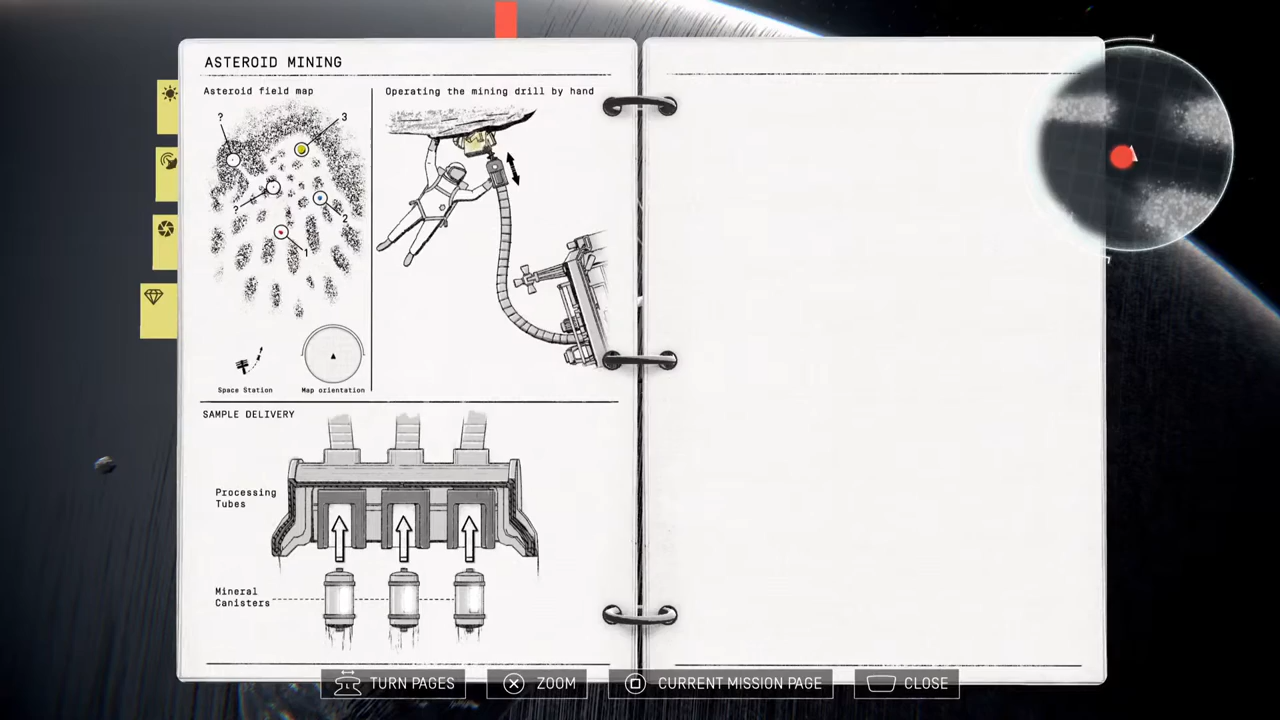 ASTEROID MINING
Asteroid field map
?
3
?
2
1
Space Station
Map orientation
Operating the mining drill by hand
SAMPLE DELIVERY
Processing
Tubes
Mineral
Canisters
TURN PAGES
ZOOM
CURRENT MISSION PAGE
CLOSE